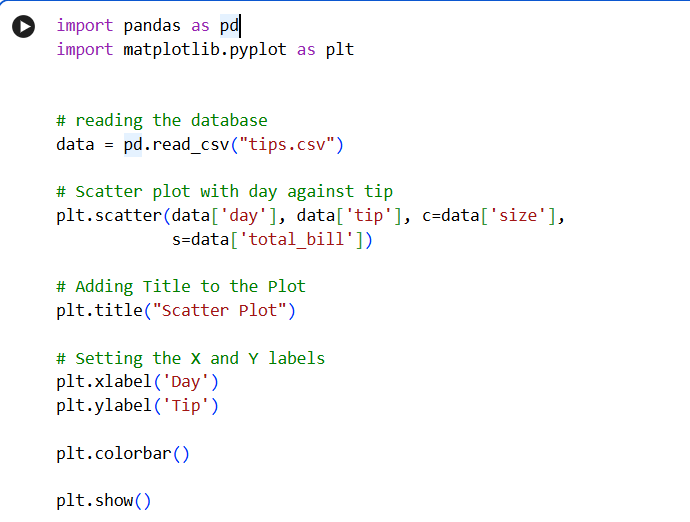 import pandas as pd
import matplotlib.pyplot as plt
# reading the database
data = pd.read_csv("tips.csv")
# Scatter plot with day against tip
plt.scatter(data['day'], data['tip'], c=data['size'],
            s=data['total_bill'])
# Adding Title to the Plot
plt.title("Scatter Plot")
# Setting the X and Y labels
plt.xlabel('Day')
plt.ylabel('Tip')
plt.colorbar()
plt.show()